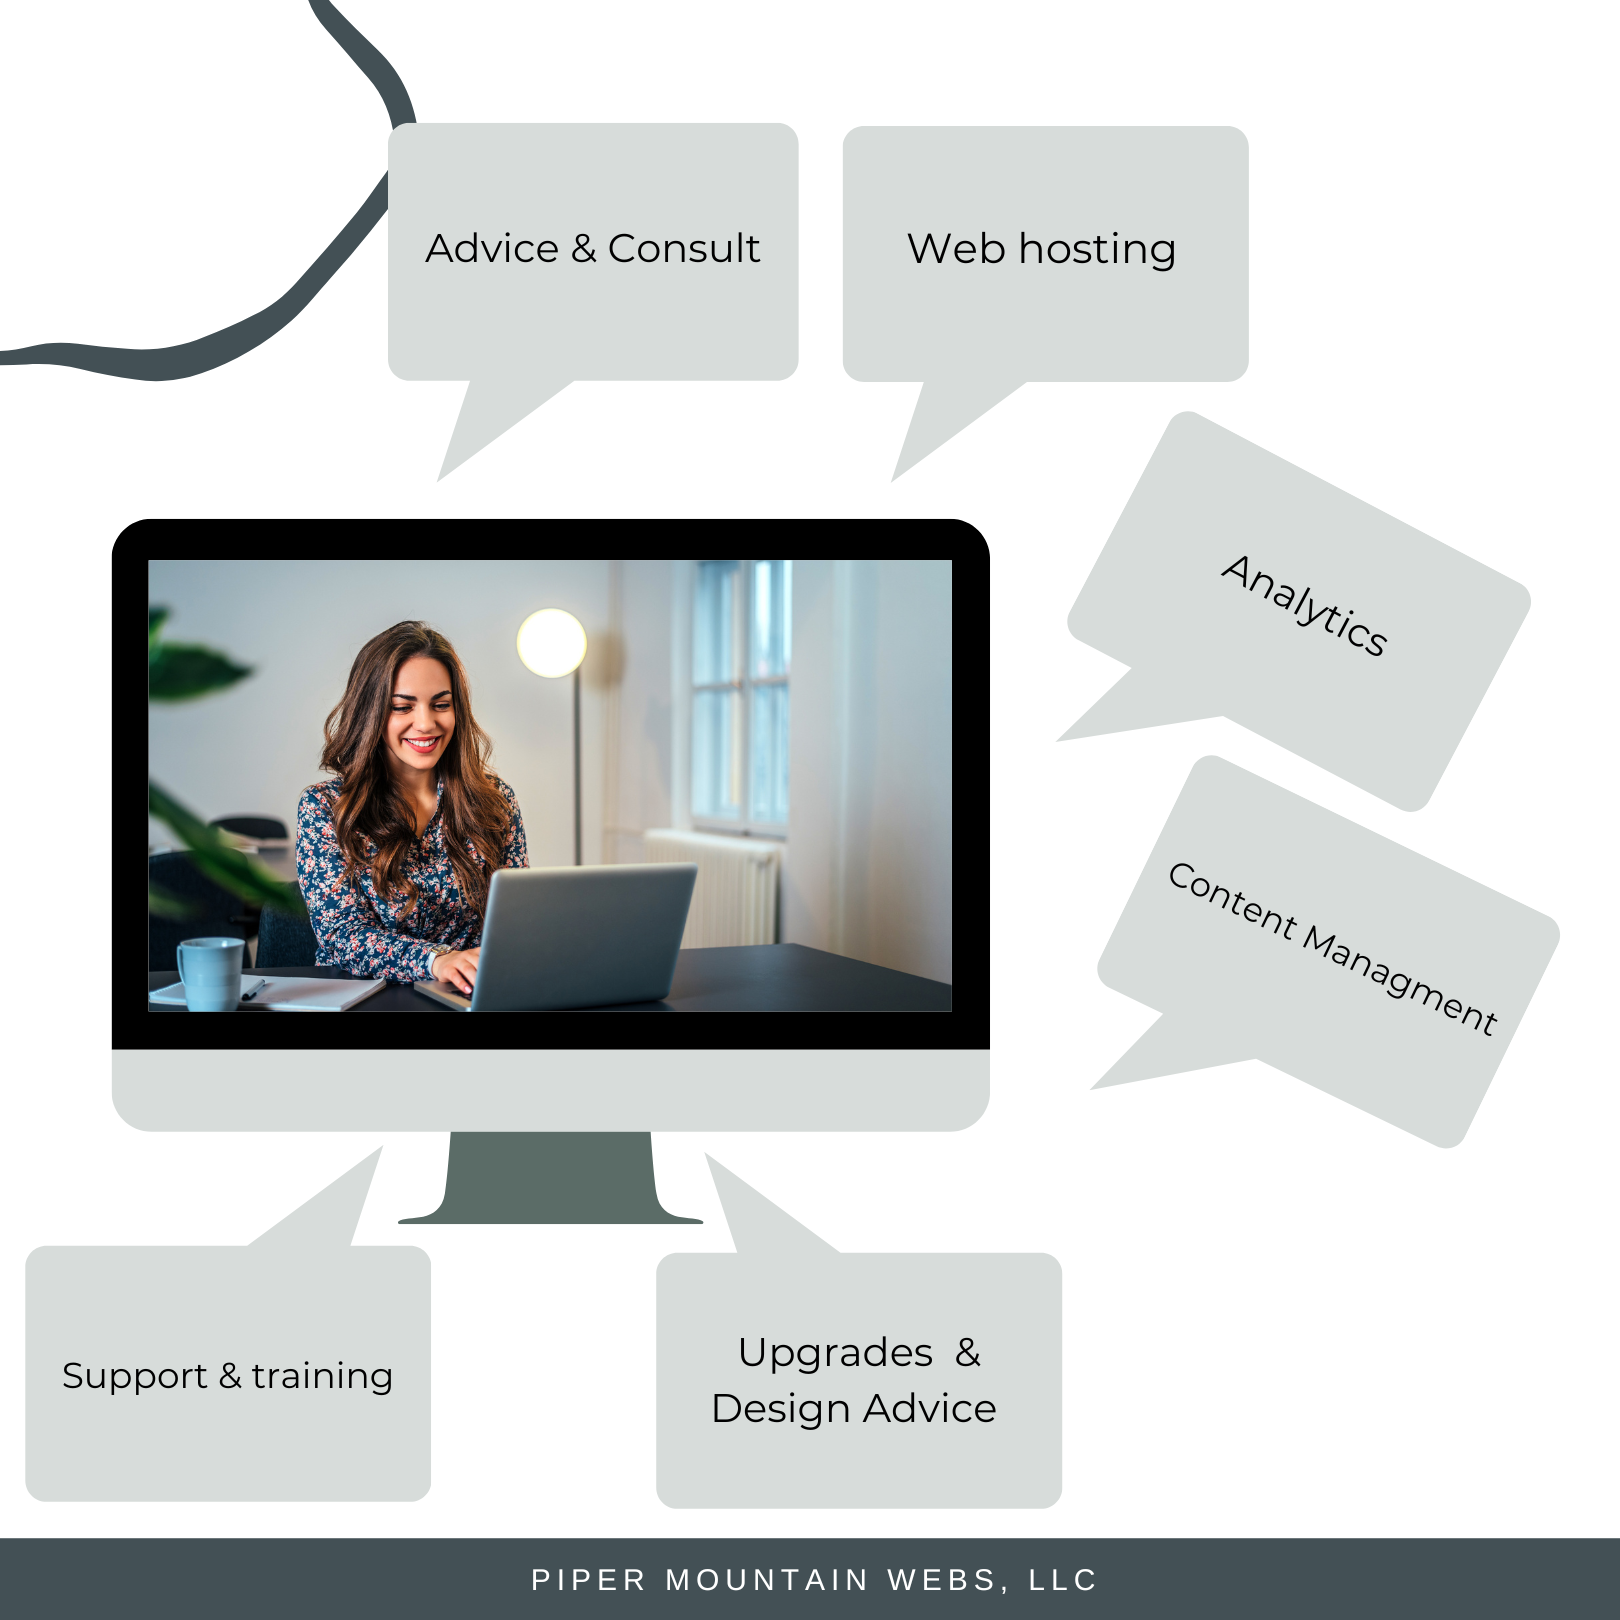 Advice & Consult
Web hosting
Analytics
Content Managment
Support & training
Upgrades &
Design Advice
PIPER MOUNTAIN WEBS, LLC